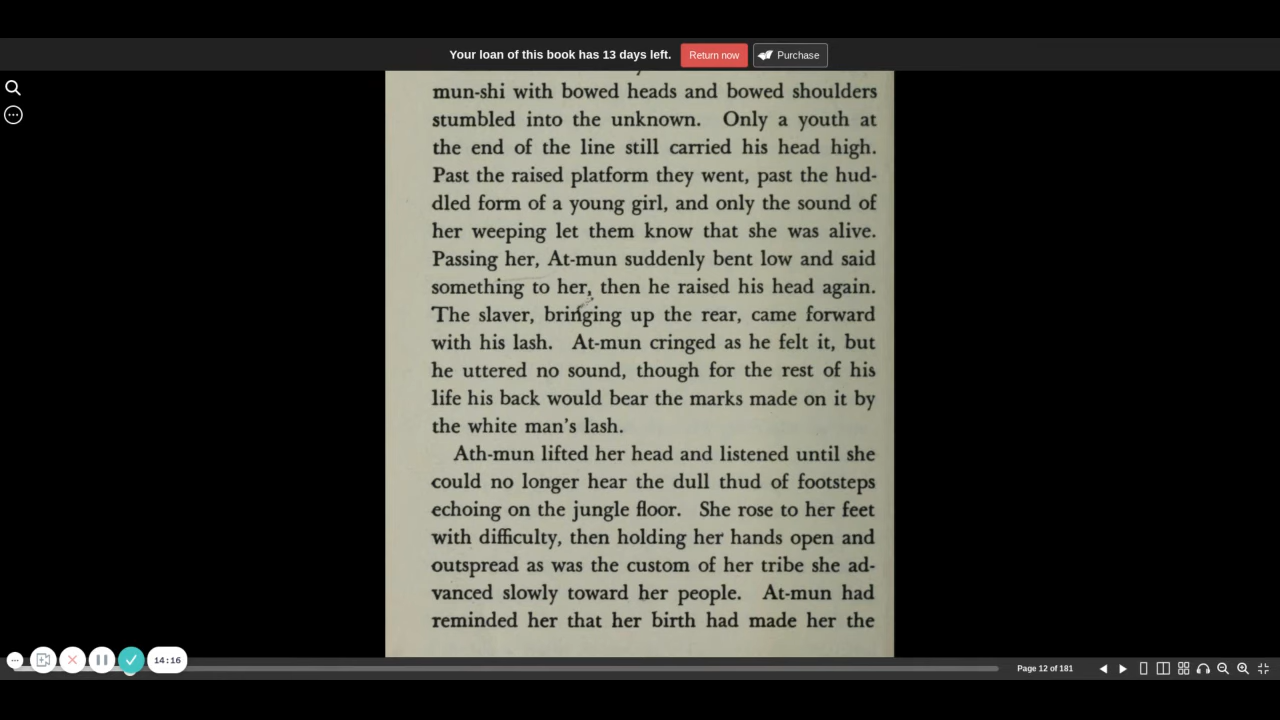 Your loan of this book has 13 days left. Return now Purchase
mun-shi with bowed heads and bowed shoulders
stumbled into the unknown. Only a youth at
the end of the line still carried his head high.
Past the raised platform they went, past the hud-
dled form of a young girl, and only the sound of
her weeping let them know that she was alive.
Passing her, At-mun suddenly bent low and said
something to her, then he raised his head again.
The slaver, bringing up the rear, came forward
with his lash. At-mun cringed as he felt it, but
he uttered no sound, though for the rest of his
life his back would bear the marks made on it by
the white man's lash.
Ath-mun lifted her head and listened until she
could no longer hear the dull thud of footsteps
echoing on the jungle floor. She rose to her feet
with difficulty, then holding her hands open and
outspread as was the custom of her tribe she ad-
vanced slowly toward her people. At-mun had
reminded her that her birth had made her the
14:16
Page 12 of 181